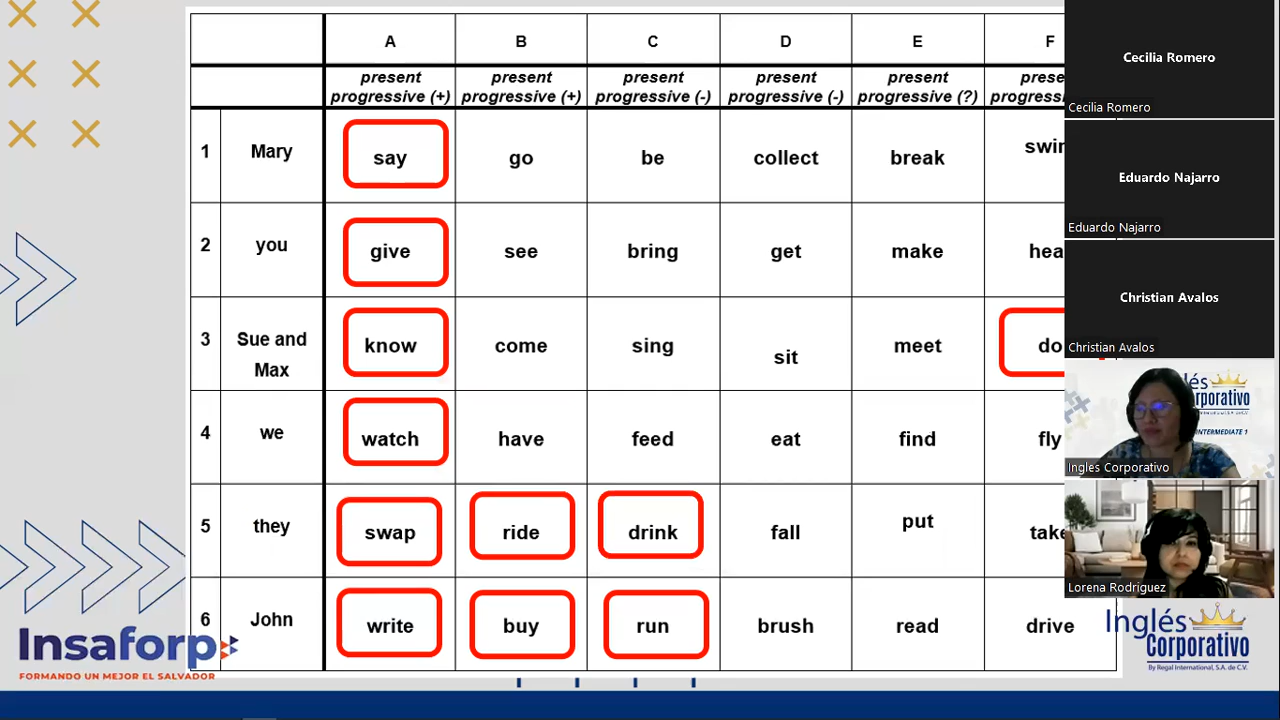 A B C D E F
present progressive (+) present progressive (+) present progressive (-) present progressive (-) present progressive (?)
1 Mary say go be collect break
2 you give see bring get make
3 Sue and Max know come sing sit meet do
4 we watch have feed eat find fly
5 they swap ride drink fall put take
6 John write buy run brush read drive
Cecilia Romero
Cecilia Romero
Eduardo Najarro
Eduardo Najarro
Christian Avalos
Christian Avalos
INTERMEDIATE 1
Ingles Corporativo
Lorena Rodriguez
Insaforp
FORMANDO UN MEJOR EL SALVADOR
Inglés
Corporativo
By Regal International, S.A. de C.V.